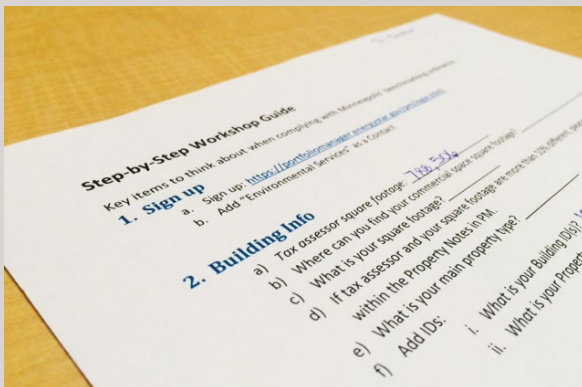 Step-by-Step Workshop Guide
Key items to think about when complying with Minneapolis' benchmarking ordinance
1. Sign up
a. Sign up: https://portfoliomanager.energystar.gov/pm/login.html
b. Add "Environmental Services" as a Contact
2. Building Info
a) Tax assessor square footage: 788,506
b) Where can you find your commercial space square footage?
c) What is your square footage?
d) If tax assessor and your square footage are more than 10% different,
within the Property Notes in PM.
e) What is your main property type?
f) Add IDs:
i. What is your Building ID(s)?
ii. What is your Property